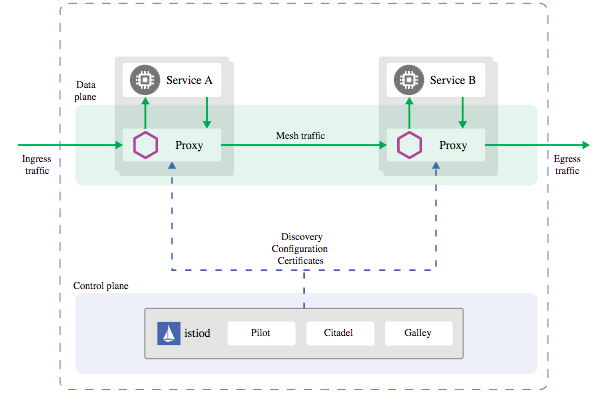 Service A
Service B
Data
plane
Proxy
Mesh traffic
Proxy
Ingress
traffic
Egress
traffic
Discovery
Configuration
Certificates
Control plane
istiod
Pilot
Citadel
Galley